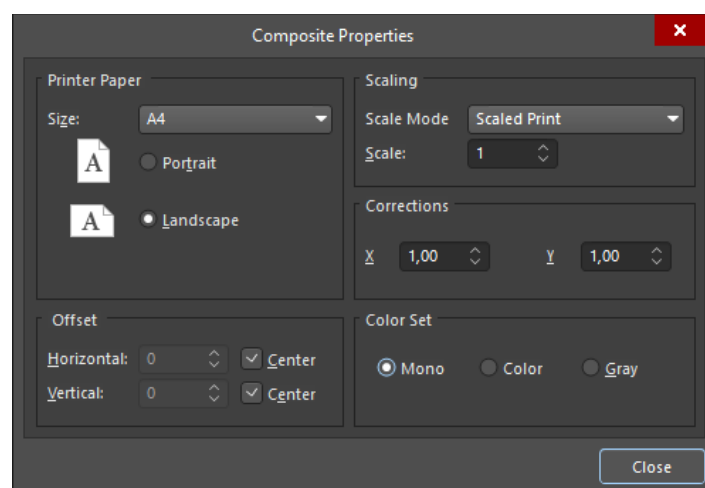 Composite Properties
Printer Paper
Size: A4
A Portrait
A Landscape
Scaling
Scale Mode Scaled Print
Scale: 1
Corrections
X 1,00 Y 1,00
Offset
Horizontal: 0 Center
Vertical: 0 Center
Color Set
Mono Color Gray
Close